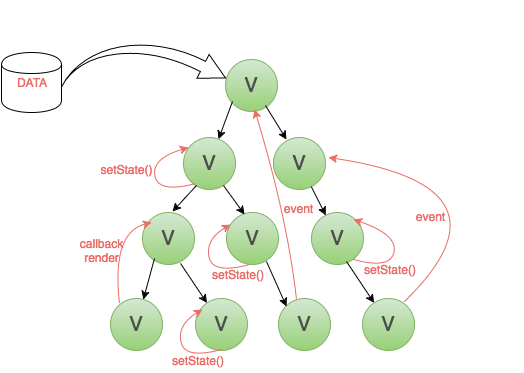 DATA
V
V
V
setState()
event
event
callback
render
V
V
V
setState()
setState()
V
V
V
V
setState()